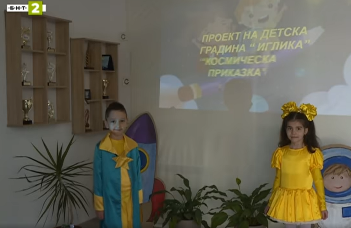 БНТ 2
ПРОЕКТ НА ДЕТСКА
ГРАДИНА " ИГЛИКА "
"КОСМИЧЕСКА
ПРИКАЗКА"